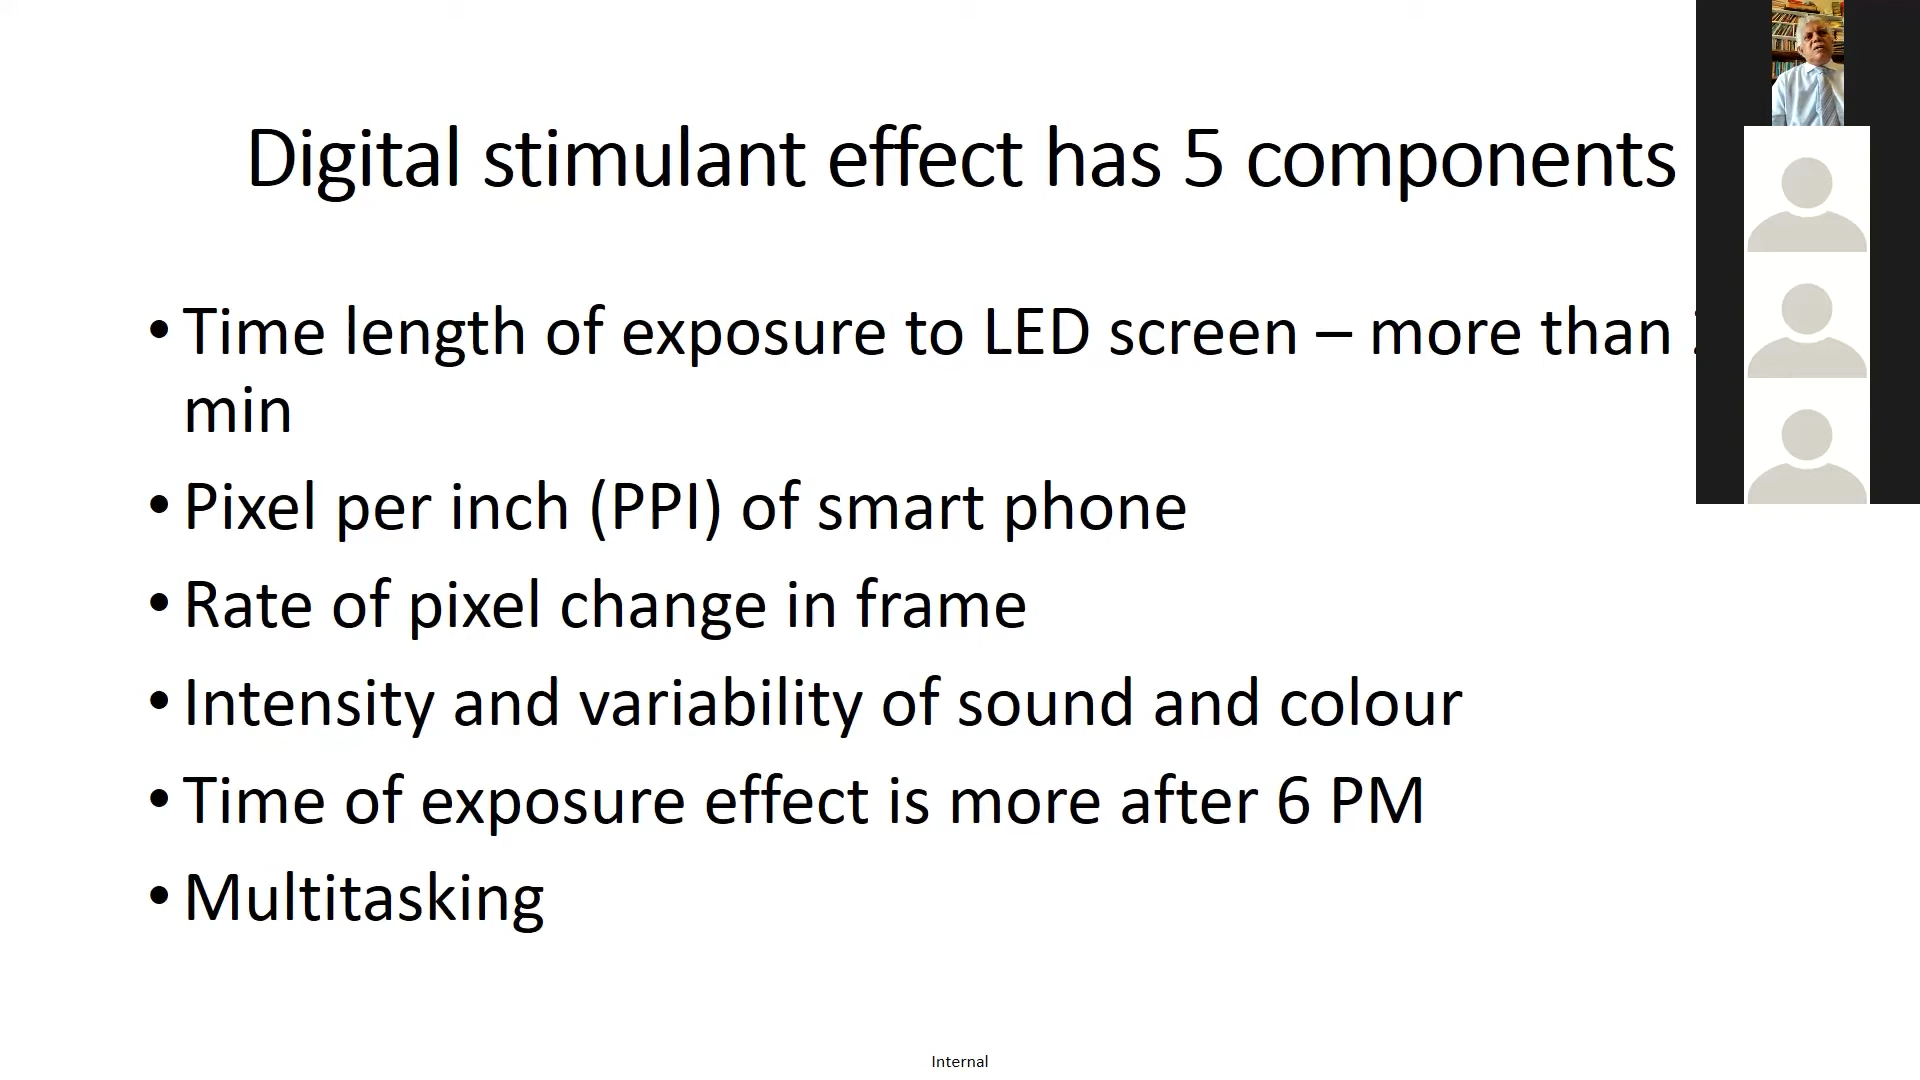 Digital stimulant effect has 5 components
• Time length of exposure to LED screen – more than
min
• Pixel per inch (PPI) of smart phone
• Rate of pixel change in frame
• Intensity and variability of sound and colour
• Time of exposure effect is more after 6 PM
• Multitasking
Internal